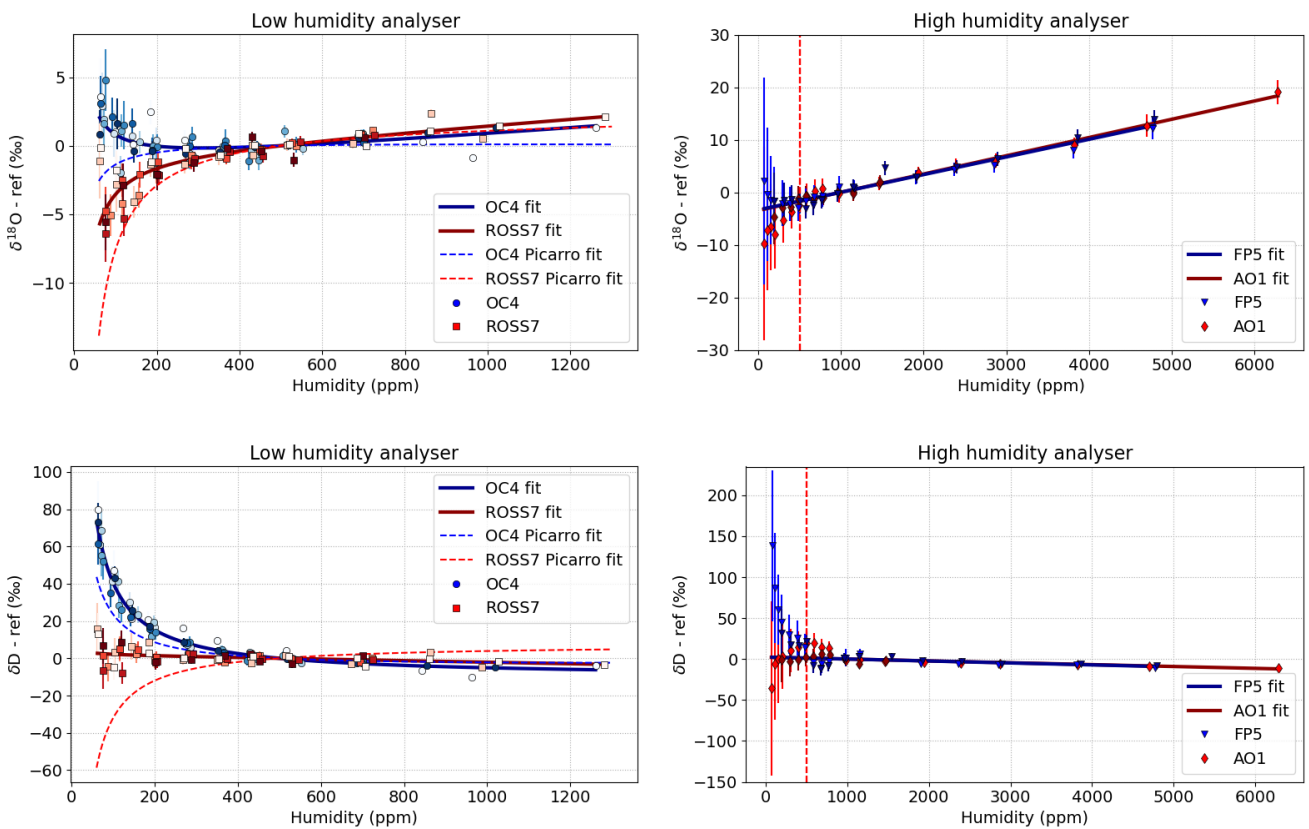 Low humidity analyser
δ¹⁸O - ref (‰)
5
0
−5
−10
OC4 fit
ROSS7 fit
OC4 Picarro fit
ROSS7 Picarro fit
OC4
ROSS7
0 200 400 600 800 1000 1200
Humidity (ppm)
High humidity analyser
δ¹⁸O - ref (‰)
30
20
10
0
−10
−20
−30
FP5 fit
AO1 fit
FP5
AO1
0 1000 2000 3000 4000 5000 6000
Humidity (ppm)
Low humidity analyser
δD - ref (‰)
100
80
60
40
20
0
−20
−40
−60
OC4 fit
ROSS7 fit
OC4 Picarro fit
ROSS7 Picarro fit
OC4
ROSS7
0 200 400 600 800 1000 1200
Humidity (ppm)
High humidity analyser
δD - ref (‰)
200
150
100
50
0
−50
−100
−150
FP5 fit
AO1 fit
FP5
AO1
0 1000 2000 3000 4000 5000 6000
Humidity (ppm)